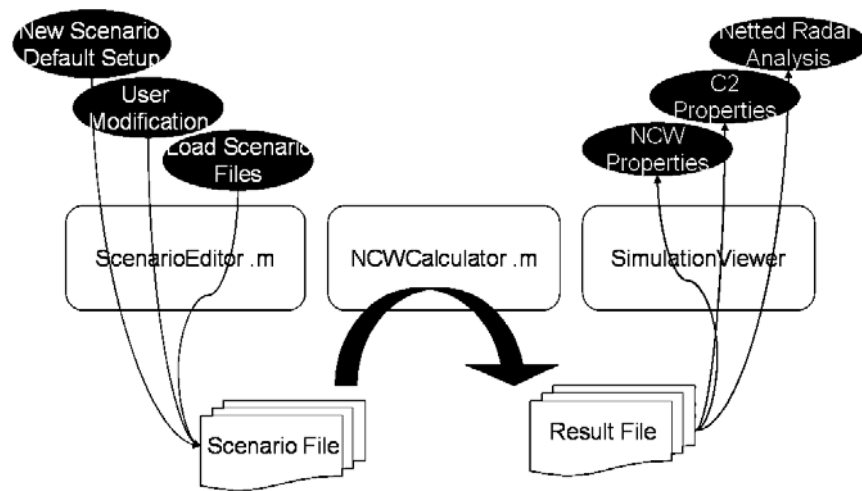 New Scenario
Default Setup
User
Modification
Load Scenario
Files
Netted Radar
Analysis
C2
Properties
NCW
Properties
ScenarioEditor .m
NCWCalculator .m
SimulationViewer
Scenario File
Result File